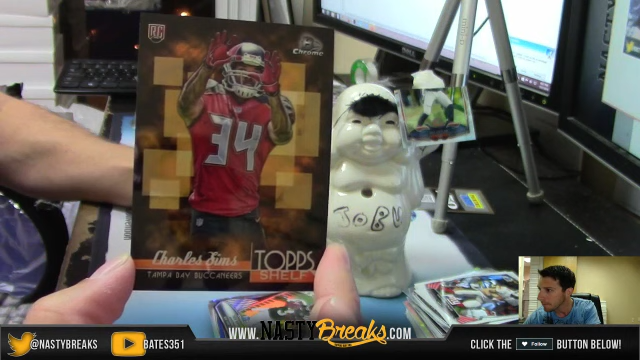 RC
Chrome
34
Charles Sims
TAMPA BAY BUCCANEERS
TOPPS
SHELF
JOBU
WWW.NASTYBreaks.COM
@NASTYBREAKS
BATES351
CLICK THE Follow BUTTON BELOW!